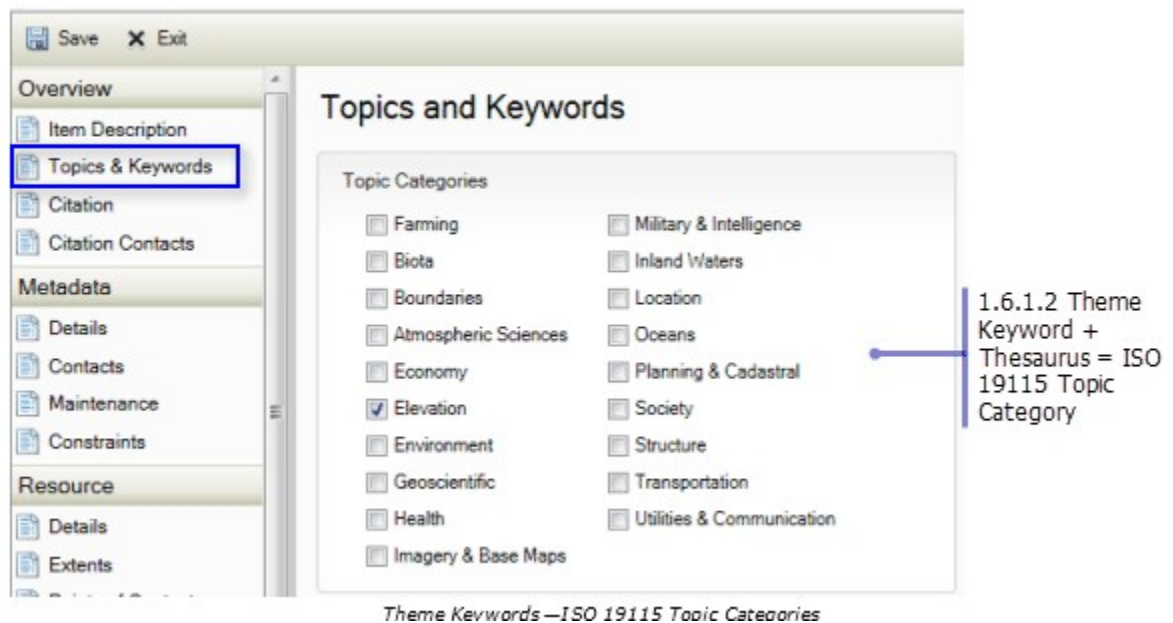 Save Exit
Overview
Item Description
Topics & Keywords
Citation
Citation Contacts
Metadata
Details
Contacts
Maintenance
Constraints
Resource
Details
Extents
Topics and Keywords
Topic Categories
Farming
Biota
Boundaries
Atmospheric Sciences
Economy
Elevation
Environment
Geoscientific
Health
Imagery & Base Maps
Military & Intelligence
Inland Waters
Location
Oceans
Planning & Cadastral
Society
Structure
Transportation
Utilities & Communication
1.6.1.2 Theme
Keyword +
Thesaurus = ISO
19115 Topic
Category
Theme Keywords—ISO 19115 Topic Categories